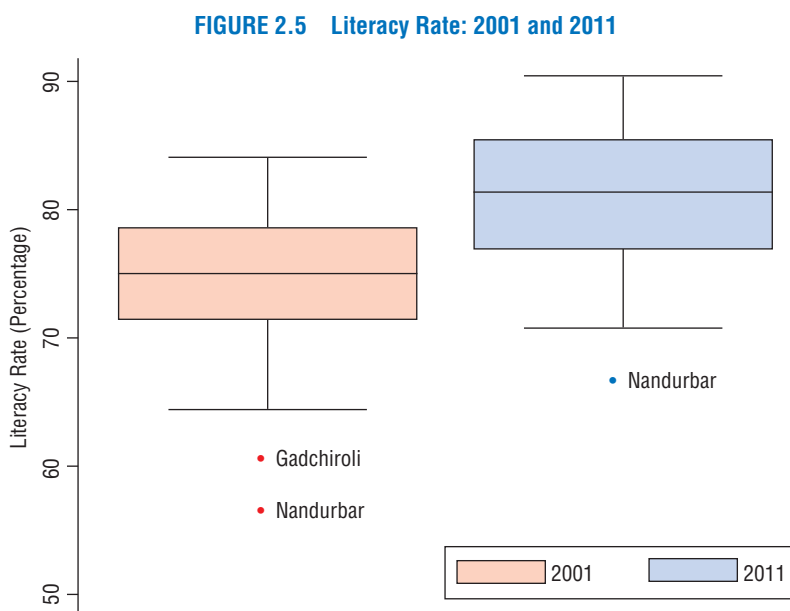 FIGURE 2.5 Literacy Rate: 2001 and 2011
Literacy Rate (Percentage)
90
80
70
60
50
Gadchiroli
Nandurbar
Nandurbar
2001
2011